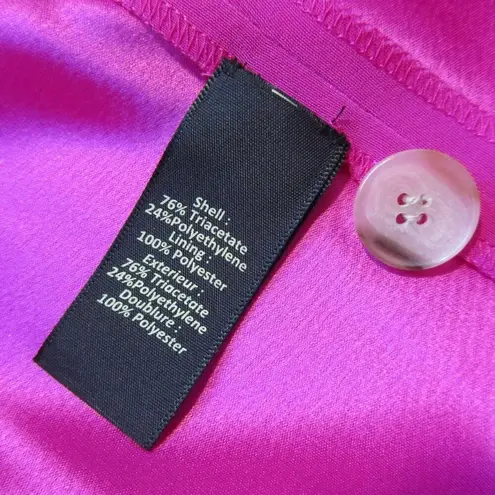 Shell :
76% Triacetate
24%Polyethylene
Lining :
100% Polyester
Exterieur :
76% Triacetate
24%Polyethylene
Doublure :
100% Polyester